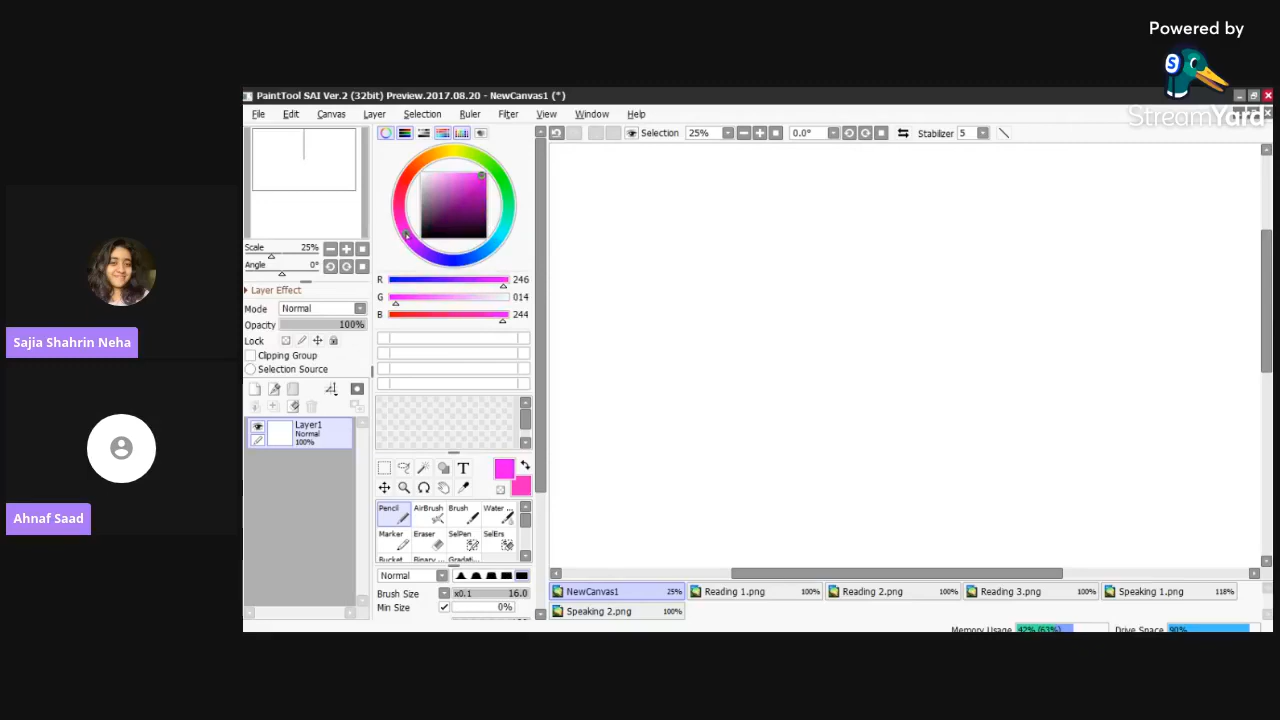 Powered by
StreamYard
PaintTool SAI Ver.2 (32bit) Preview.2017.08.20 - NewCanvas1 (*)
File Edit Canvas Layer Selection Ruler Filter View Window Help
Selection 25% 0.0° Stabilizer 5
Scale 25%
Angle 0°
Layer Effect
Mode Normal
Opacity 100%
Lock
Clipping Group
Selection Source
Layer1
Normal
100%
R 246
G 014
B 244
T
Pencil AirBrush Brush Water ...
Marker Eraser SelPen SelErs
Bucket Binary ... Gradati...
Normal
Brush Size x0.1 16.0
Min Size 0%
NewCanvas1 25% Reading 1.png 100% Reading 2.png 100% Reading 3.png 100% Speaking 1.png 118%
Speaking 2.png 100%
Memory Usage 42% (63%) Drive Space 90%
Sajia Shahrin Neha
Ahnaf Saad